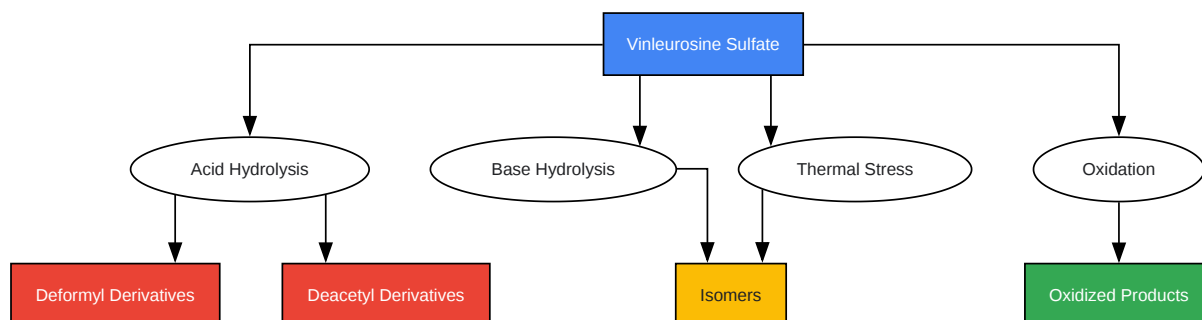 Vinleurosine Sulfate
Acid Hydrolysis
Base Hydrolysis
Thermal Stress
Oxidation
Deformyl Derivatives
Deacetyl Derivatives
Isomers
Oxidized Products